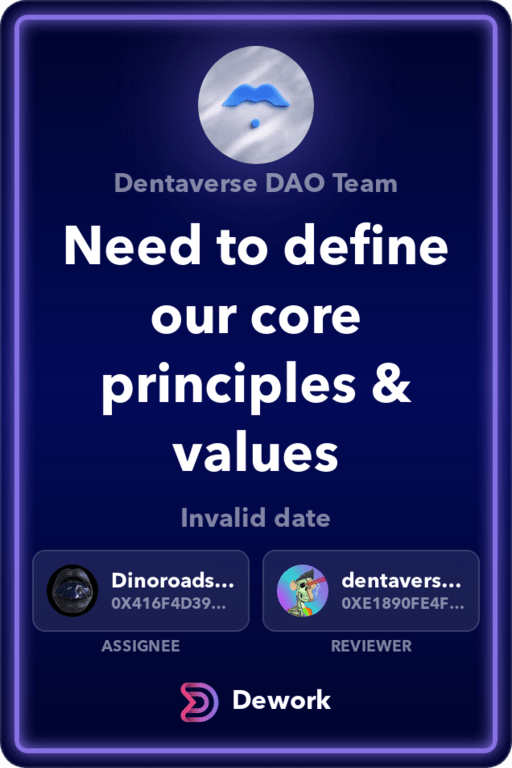 Dentaverse DAO Team
Need to define
our core
principles &
values
Invalid date
Dinoroads...
0X416F4D39...
ASSIGNEE
dentavers...
0XE1890FE4F...
REVIEWER
Dework